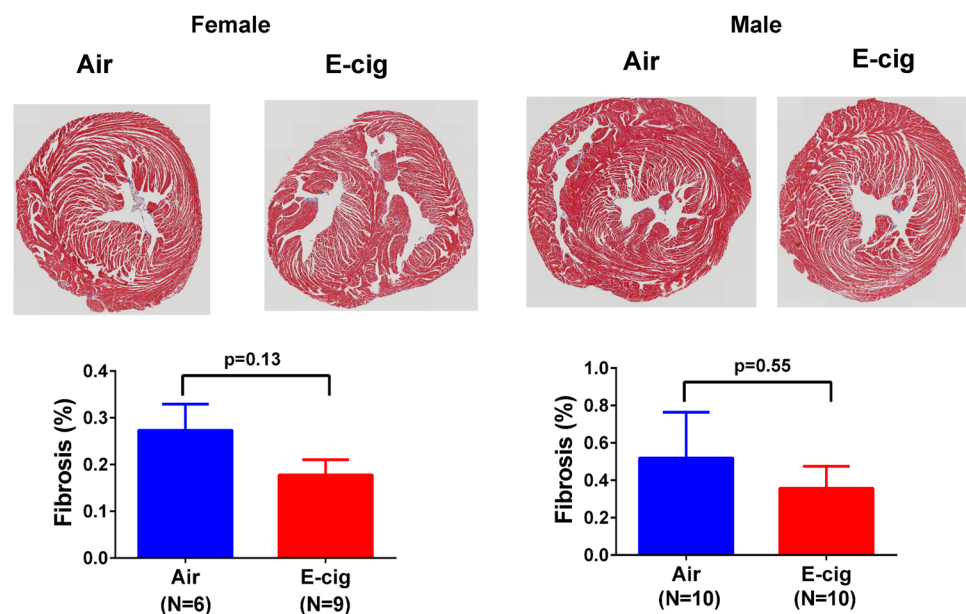 Female
Male
Air
E-cig
Air
E-cig
p=0.13
0.4
0.3
0.2
0.1
0.0
Fibrosis (%)
Air
(N=6)
E-cig
(N=9)
p=0.55
1.0
0.8
0.6
0.4
0.2
0.0
Fibrosis (%)
Air
(N=10)
E-cig
(N=10)